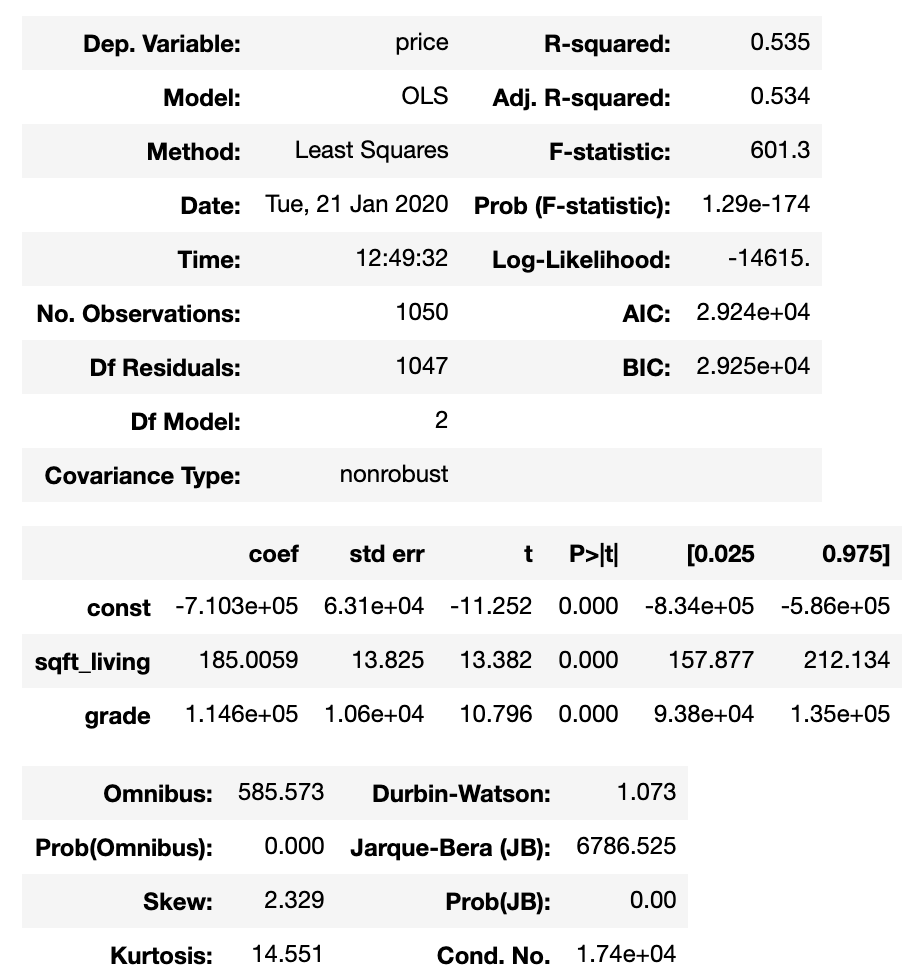 Dep. Variable: price R-squared: 0.535
Model: OLS Adj. R-squared: 0.534
Method: Least Squares F-statistic: 601.3
Date: Tue, 21 Jan 2020 Prob (F-statistic): 1.29e-174
Time: 12:49:32 Log-Likelihood: -14615.
No. Observations: 1050 AIC: 2.924e+04
Df Residuals: 1047 BIC: 2.925e+04
Df Model: 2
Covariance Type: nonrobust
coef std err t P>|t| [0.025 0.975]
const -7.103e+05 6.31e+04 -11.252 0.000 -8.34e+05 -5.86e+05
sqft_living 185.0059 13.825 13.382 0.000 157.877 212.134
grade 1.146e+05 1.06e+04 10.796 0.000 9.38e+04 1.35e+05
Omnibus: 585.573 Durbin-Watson: 1.073
Prob(Omnibus): 0.000 Jarque-Bera (JB): 6786.525
Skew: 2.329 Prob(JB): 0.00
Kurtosis: 14.551 Cond. No. 1.74e+04